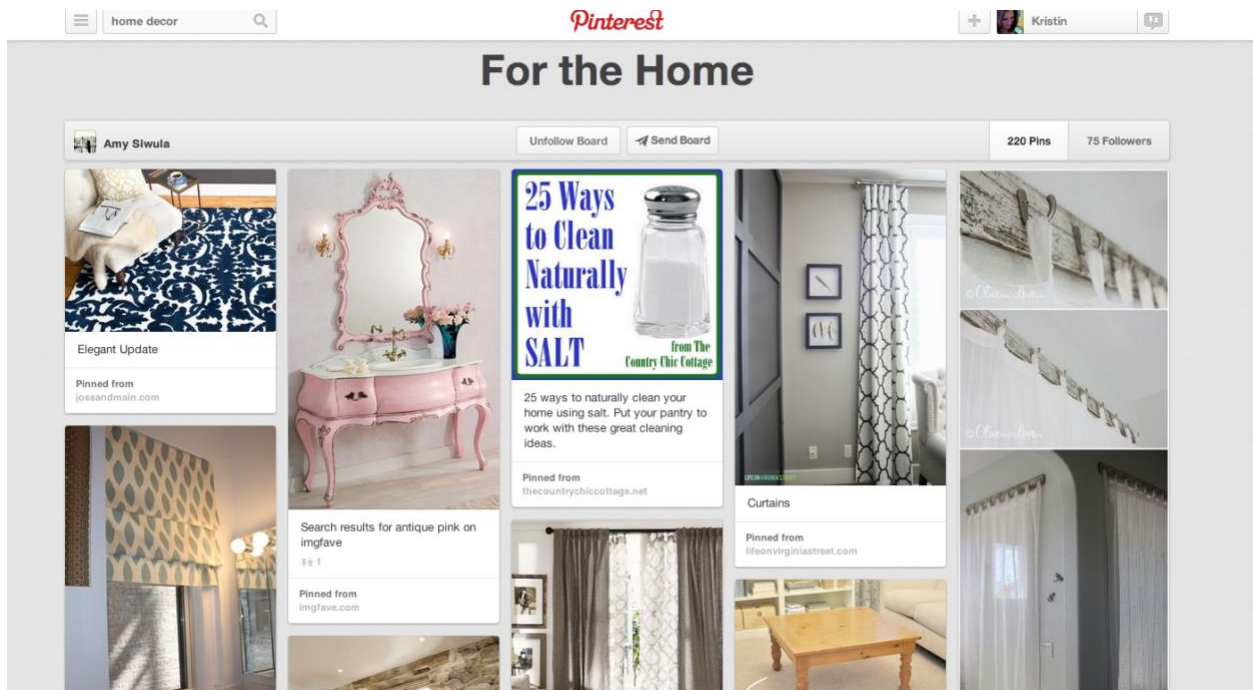 home decor
Pinterest
Kristin
For the Home
Amy Siwula
Unfollow Board
Send Board
220 Pins
75 Followers
Elegant Update
Pinned from
jossandmain.com
Search results for antique pink on
imgfave
1
Pinned from
imgfave.com
25 Ways
to Clean
Naturally
with
SALT
from The
Country Chic Cottage
25 ways to naturally clean your
home using salt. Put your pantry to
work with these great cleaning
ideas.
Pinned from
thecountrychiccottage.net
Curtains
Pinned from
lifeonvirginiastreet.com